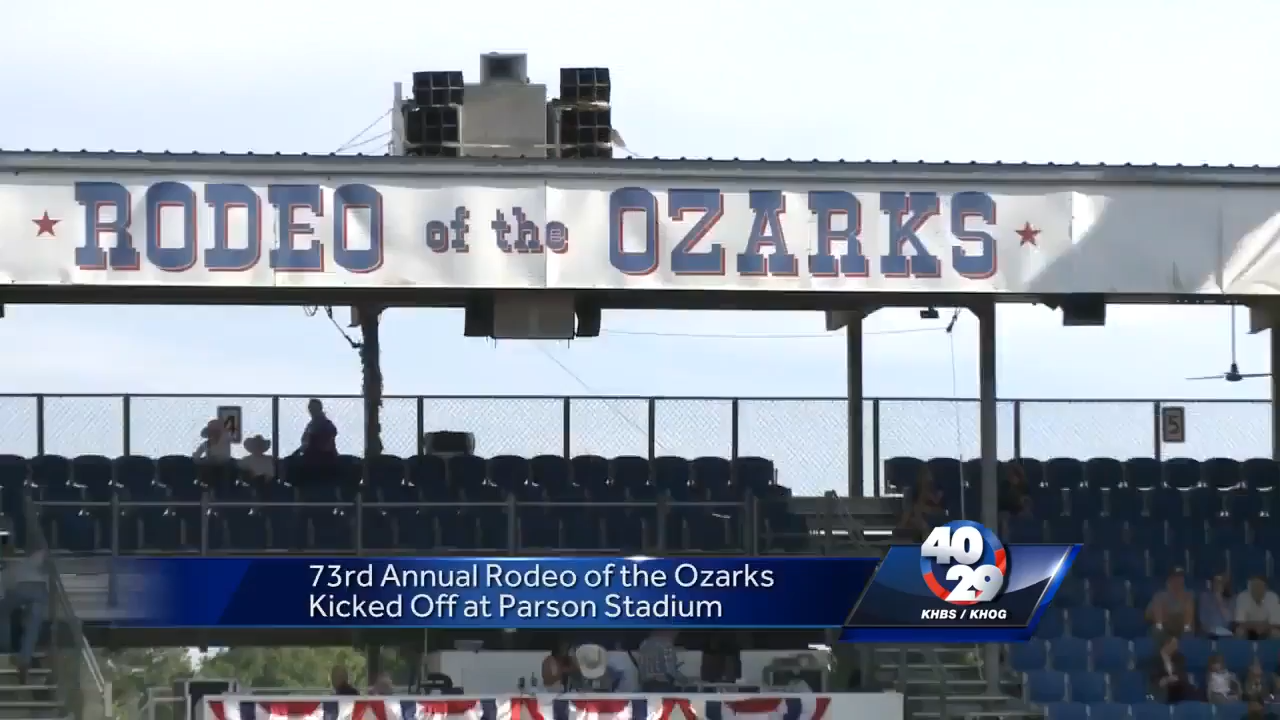 RODEO of the OZARKS
4
5
73rd Annual Rodeo of the Ozarks
Kicked Off at Parson Stadium
40
29
KHBS / KHOG